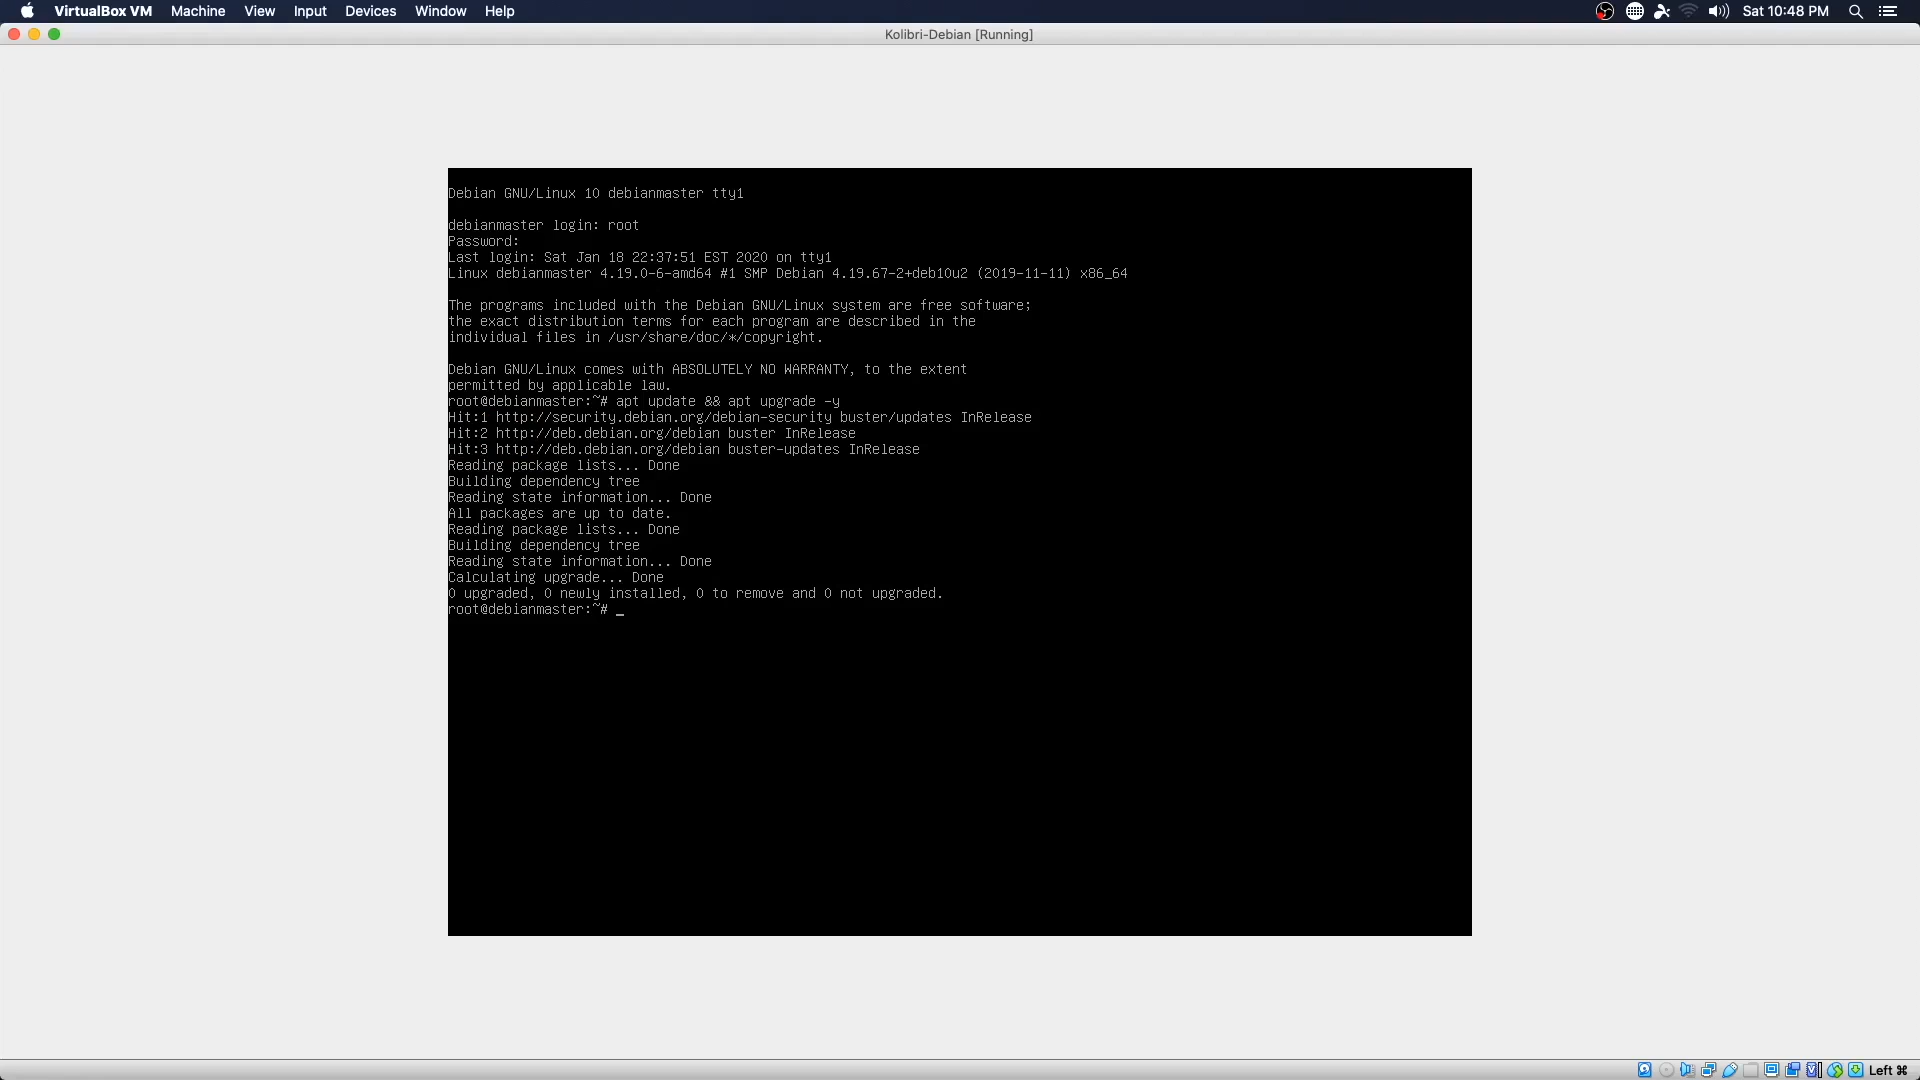 VirtualBox VM Machine View Input Devices Window Help Sat 10:48 PM
Kolibri-Debian [Running]
Debian GNU/Linux 10 debianmaster tty1
debianmaster login: root
Password:
Last login: Sat Jan 18 22:37:51 EST 2020 on tty1
Linux debianmaster 4.19.0-6-amd64 #1 SMP Debian 4.19.67-2+deb10u2 (2019-11-11) x86_64
The programs included with the Debian GNU/Linux system are free software;
the exact distribution terms for each program are described in the
individual files in /usr/share/doc/*/copyright.
Debian GNU/Linux comes with ABSOLUTELY NO WARRANTY, to the extent
permitted by applicable law.
root@debianmaster:~# apt update && apt upgrade -y
Hit:1 http://security.debian.org/debian-security buster/updates InRelease
Hit:2 http://deb.debian.org/debian buster InRelease
Hit:3 http://deb.debian.org/debian buster-updates InRelease
Reading package lists... Done
Building dependency tree
Reading state information... Done
All packages are up to date.
Reading package lists... Done
Building dependency tree
Reading state information... Done
Calculating upgrade... Done
0 upgraded, 0 newly installed, 0 to remove and 0 not upgraded.
root@debianmaster:~# _
Left ⌘